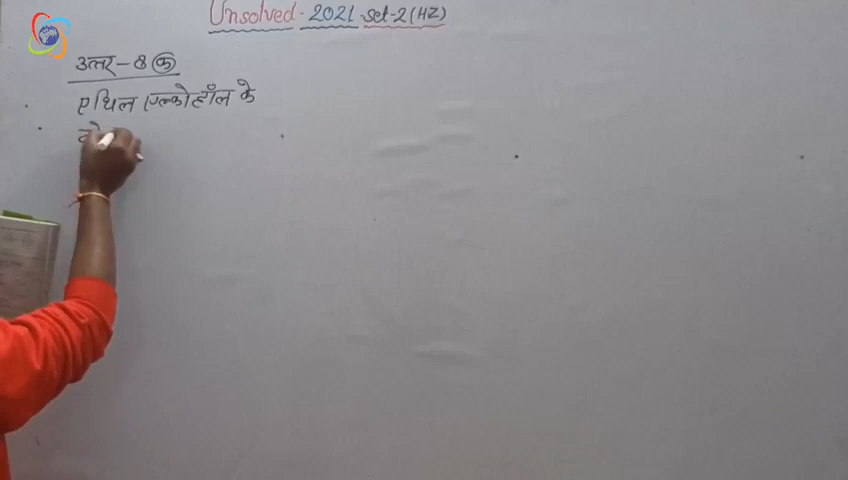 Unsolved - 2021 set-2 (HZ)
उत्तर - 8 (क)
एथिल एल्कोहॉल के